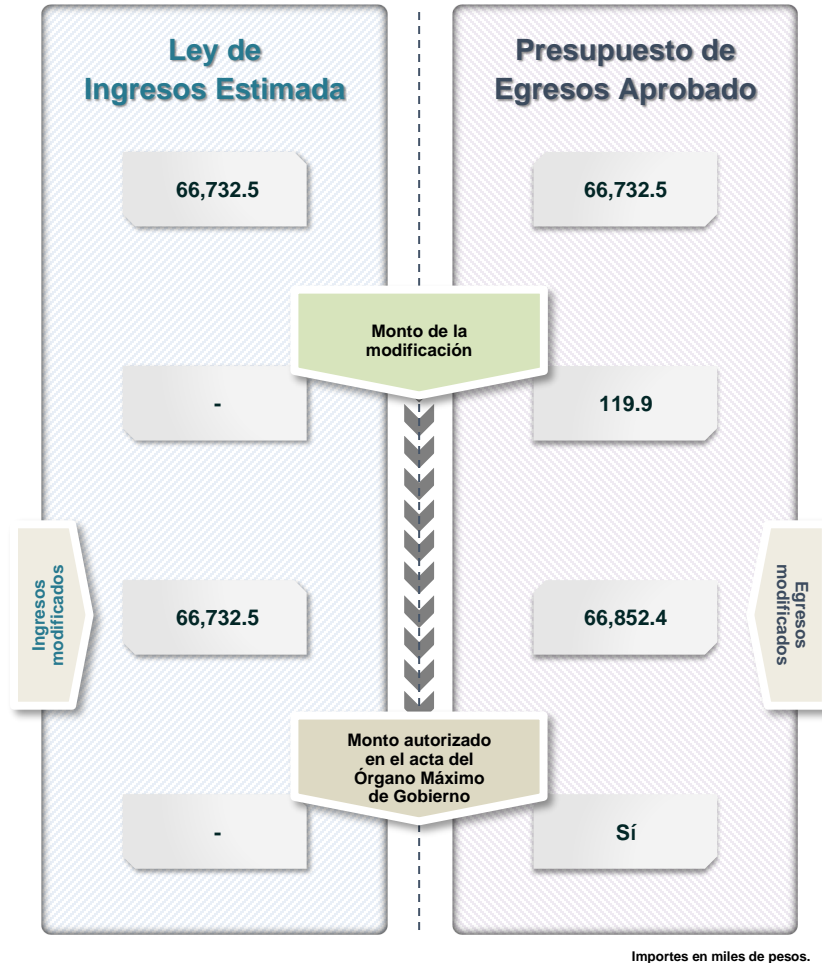 Ley de
Ingresos Estimada
Presupuesto de
Egresos Aprobado
66,732.5
66,732.5
Monto de la
modificación
-
119.9
Ingresos
modificados
66,732.5
66,852.4
Egresos
modificados
Monto autorizado
en el acta del
Órgano Máximo
de Gobierno
-
Sí
Importes en miles de pesos.